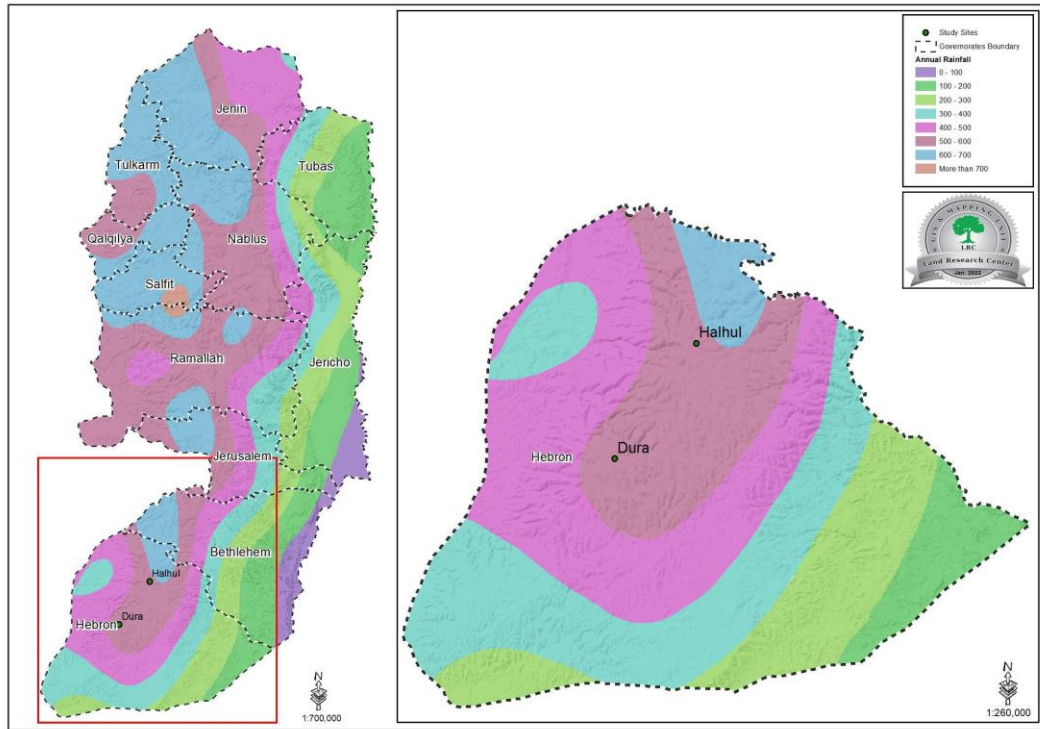 Jenin
Tulkarm
Tubas
Qalqilya
Nablus
Salfit
Ramallah
Jericho
Jerusalem
Bethlehem
Halhul
Dura
Hebron
N
1:700,000
Halhul
Dura
Hebron
N
1:260,000
Study Sites
Governorates Boundary
Annual Rainfall
0 - 100
100 - 200
200 - 300
300 - 400
400 - 500
500 - 600
600 - 700
More than 700
GIS & MAPPING UNIT
LRC
Land Research Center
Jan. 2022